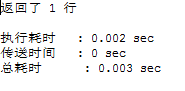 返回了 1 行
执行耗时   : 0.002 sec
传送时间   : 0 sec
总耗时      : 0.003 sec